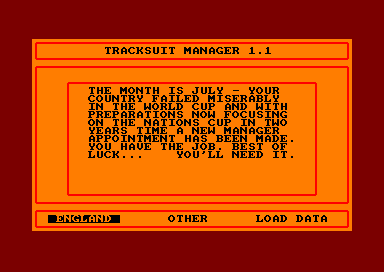 TRACKSUIT MANAGER 1.1
THE MONTH IS JULY - YOUR
COUNTRY FAILED MISERABLY
IN THE WORLD CUP AND WITH
PREPARATIONS NOW FOCUSING
ON THE NATIONS CUP IN TWO
YEARS TIME A NEW MANAGER
APPOINTMENT HAS BEEN MADE.
YOU HAVE THE JOB. BEST OF
LUCK... YOU'LL NEED IT.
ENGLAND OTHER LOAD DATA